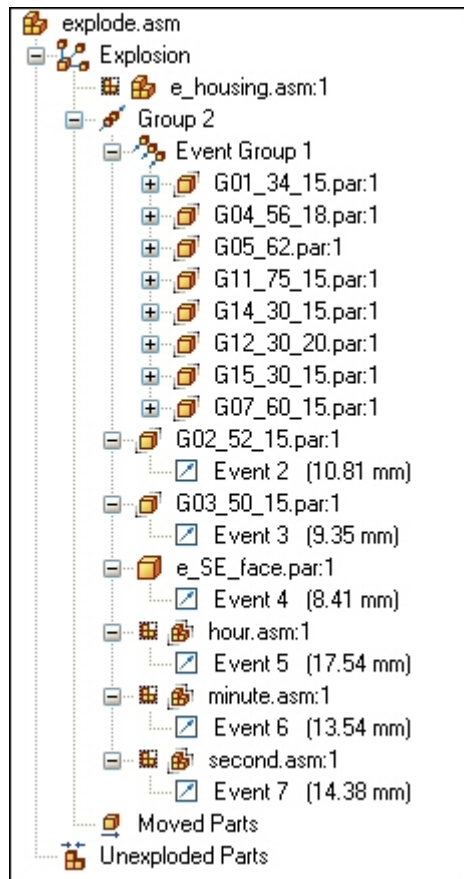 explode.asm
Explosion
e_housing.asm:1
Group 2
Event Group 1
G01_34_15.par:1
G04_56_18.par:1
G05_62.par:1
G11_75_15.par:1
G14_30_15.par:1
G12_30_20.par:1
G15_30_15.par:1
G07_60_15.par:1
G02_52_15.par:1
Event 2 (10.81 mm)
G03_50_15.par:1
Event 3 (9.35 mm)
e_SE_face.par:1
Event 4 (8.41 mm)
hour.asm:1
Event 5 (17.54 mm)
minute.asm:1
Event 6 (13.54 mm)
second.asm:1
Event 7 (14.38 mm)
Moved Parts
Unexploded Parts